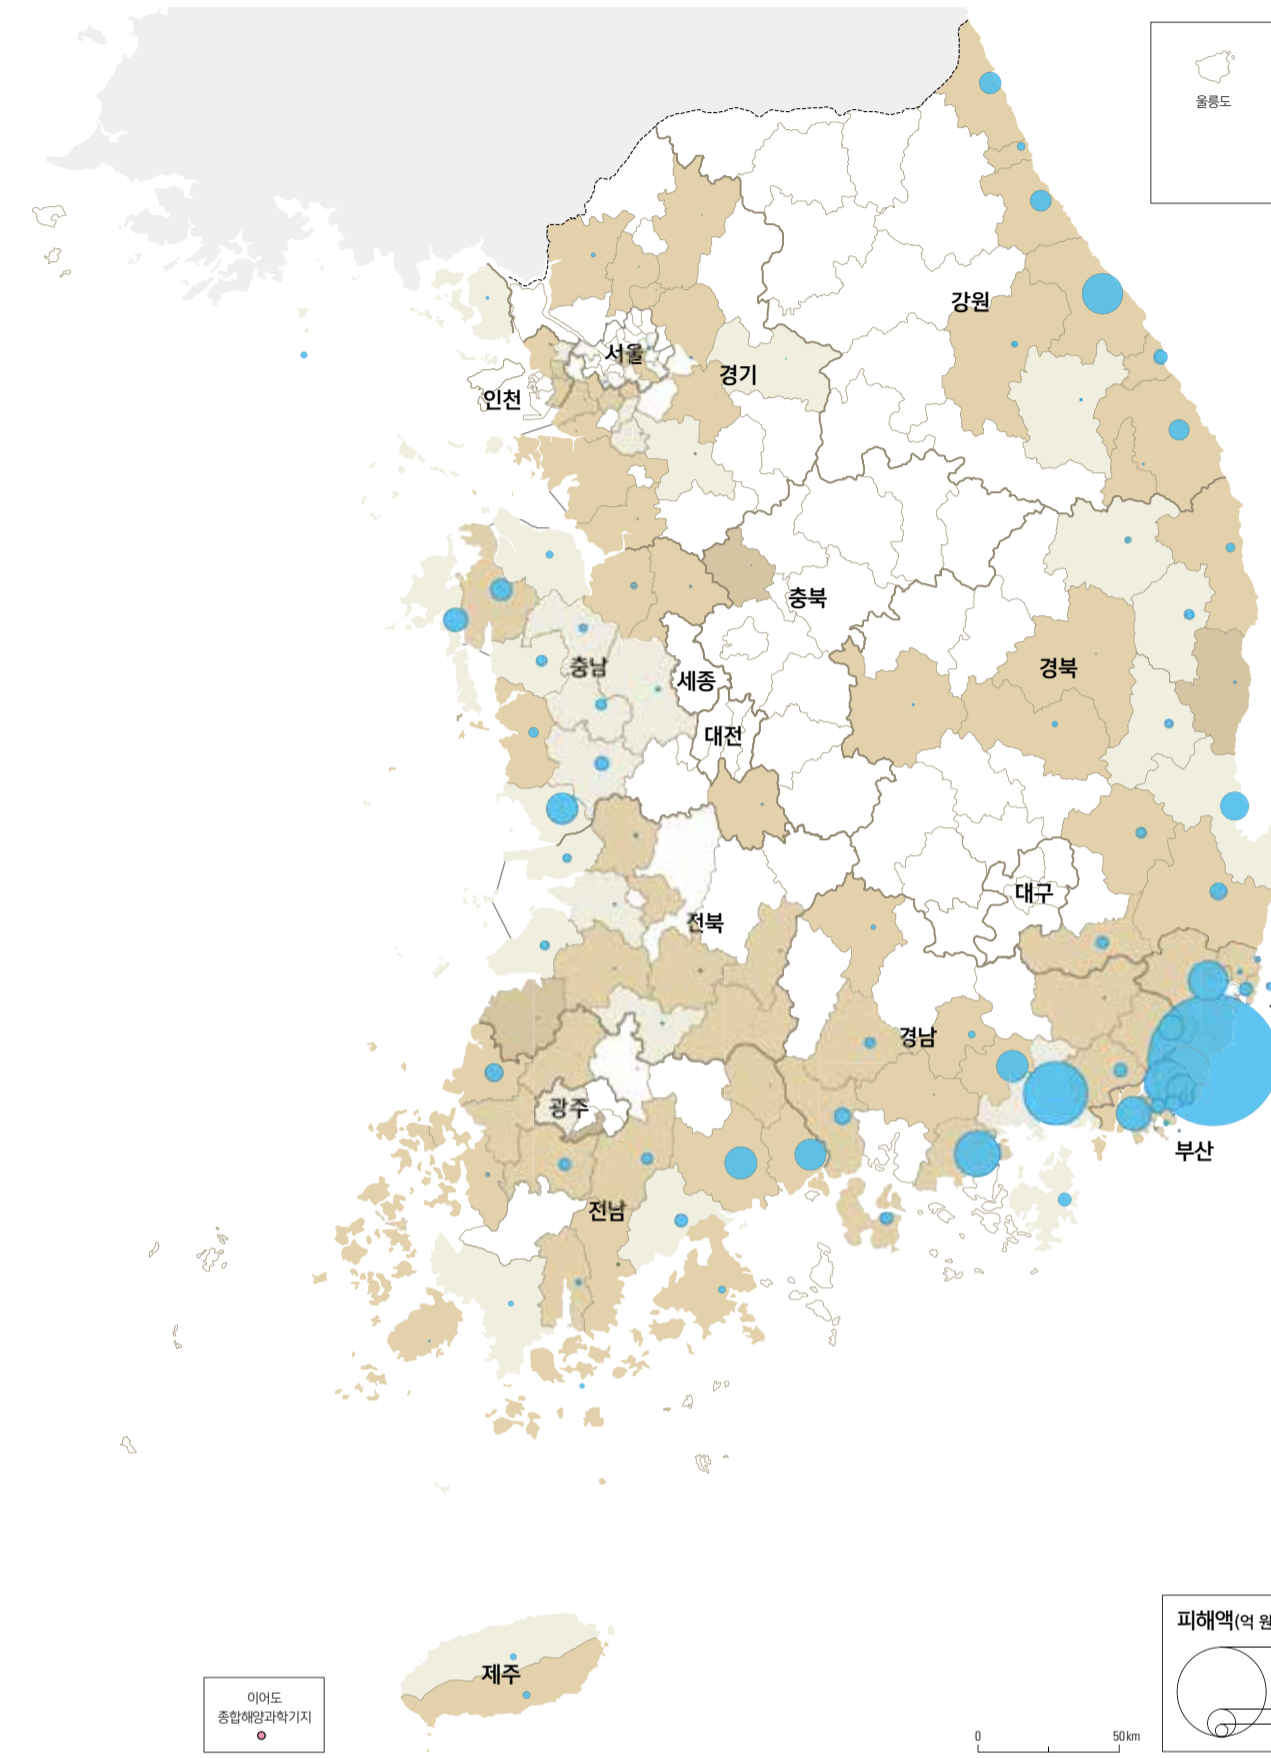 울릉도
강원
서울
경기
인천
충북
충남
경북
세종
대전
대구
전북
경남
광주
부산
전남
제주
이어도
종합해양과학기지
0
50km
피해액(억 원